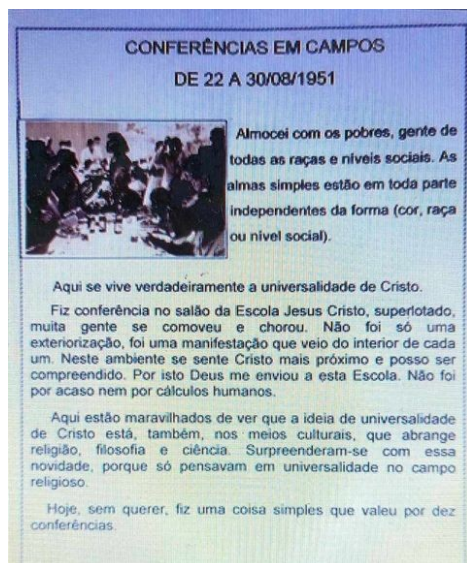 CONFERÊNCIAS EM CAMPOS
DE 22 A 30/08/1951
Almocei com os pobres, gente de
todas as raças e níveis sociais. As
almas simples estão em toda parte
independentes da forma (cor, raça
ou nível social).
Aqui se vive verdadeiramente a universalidade de Cristo.
Fiz conferência no salão da Escola Jesus Cristo, superlotado,
muita gente se comoveu e chorou. Não foi só uma
exteriorização, foi uma manifestação que veio do interior de cada
um. Neste ambiente se sente Cristo mais próximo e posso ser
compreendido. Por isto Deus me enviou a esta Escola. Não foi
por acaso nem por cálculos humanos.
Aqui estão maravilhados de ver que a ideia de universalidade
de Cristo está, também, nos meios culturais, que abrange
religião, filosofia e ciência. Surpreenderam-se com essa
novidade, porque só pensavam em universalidade no campo
religioso.
Hoje, sem querer, fiz uma coisa simples que valeu por dez
conferências.